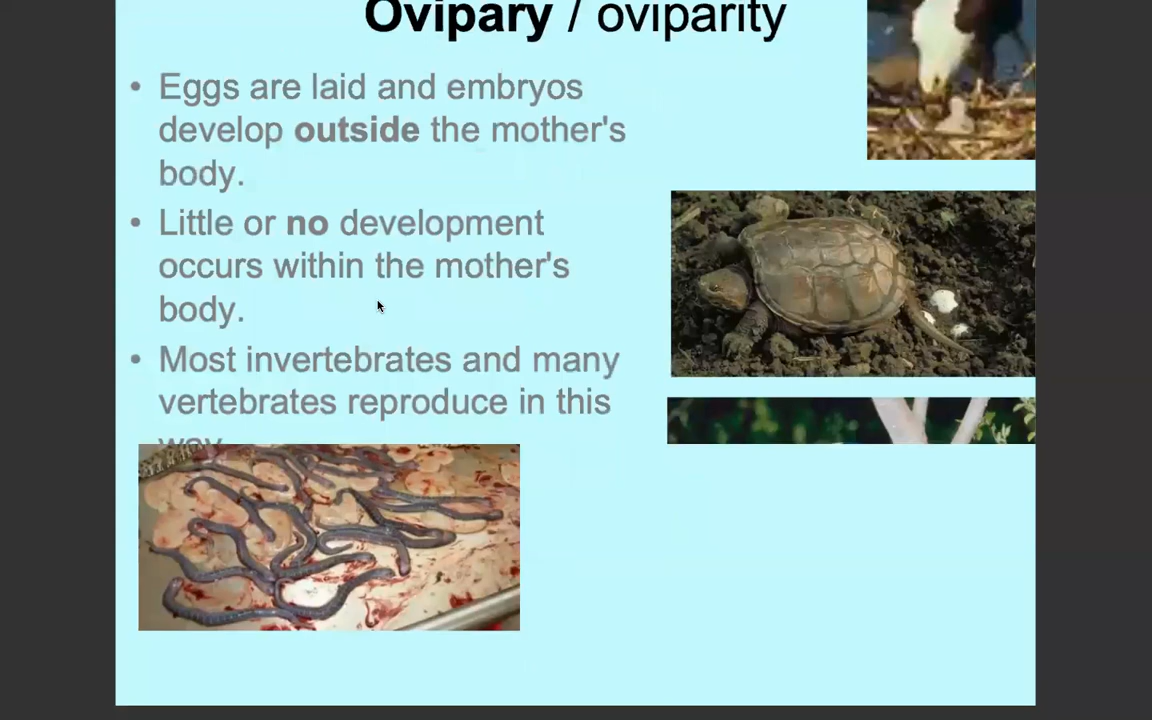 Ovipary / oviparity
• Eggs are laid and embryos
develop outside the mother's
body.
• Little or no development
occurs within the mother's
body.
• Most invertebrates and many
vertebrates reproduce in this
way